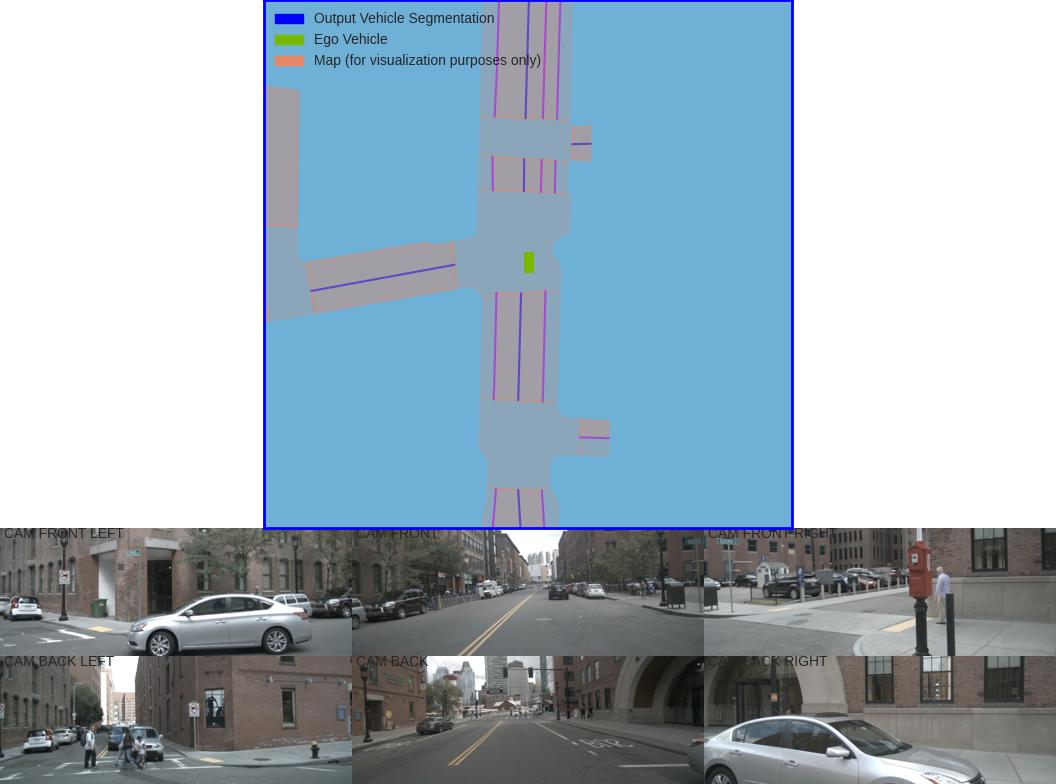 Output Vehicle Segmentation
Ego Vehicle
Map (for visualization purposes only)
CAM FRONT LEFT
CAM FRONT
CAM FRONT RIGHT
CAM BACK LEFT
CAM BACK
CAM BACK RIGHT